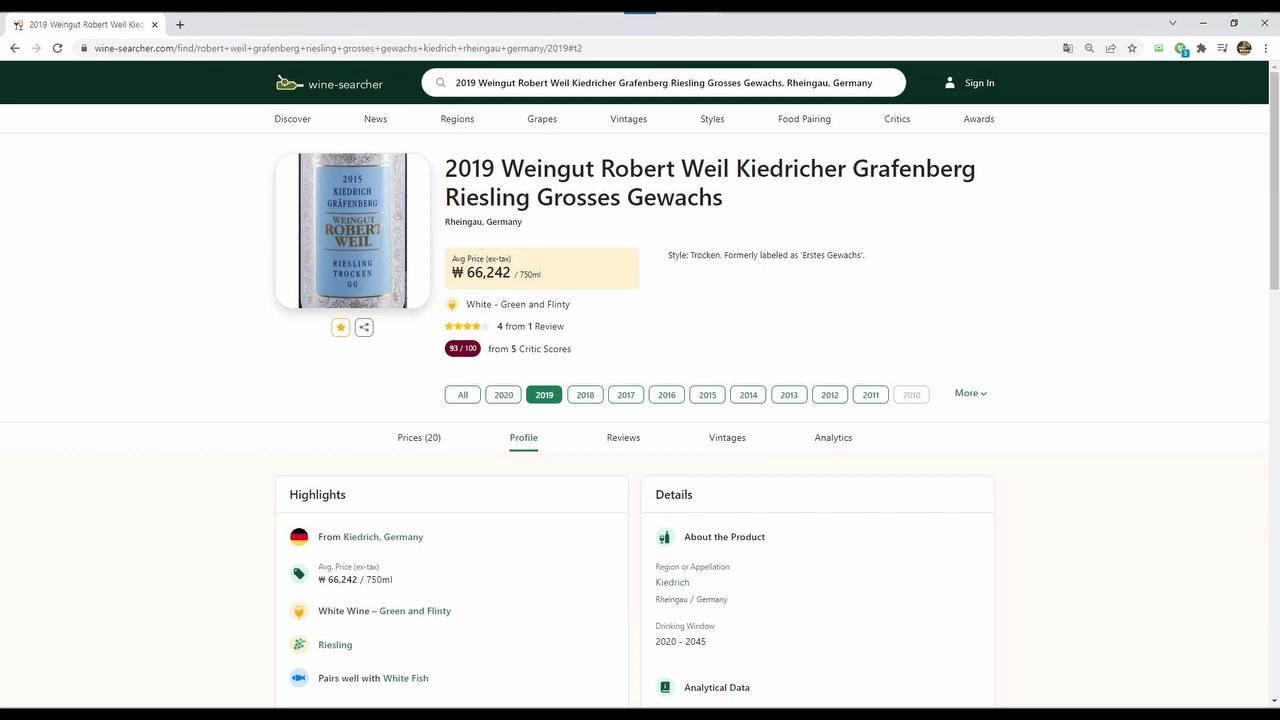 2019 Weingut Robert Weil Kied
wine-searcher.com/find/robert+weil+grafenberg+riesling+grosses+gewachs+kiedrich+rheingau+germany/2019#t2
3
wine-searcher
2019 Weingut Robert Weil Kiedricher Grafenberg Riesling Grosses Gewachs, Rheingau, Germany
Sign In
Discover
News
Regions
Grapes
Vintages
Styles
Food Pairing
Critics
Awards
2015
KIEDRICH
GRÄFENBERG
WEINGUT
ROBERT
WEIL
RIESLING
TROCKEN
GG
2019 Weingut Robert Weil Kiedricher Grafenberg
Riesling Grosses Gewachs
Rheingau, Germany
Avg Price (ex-tax)
₩ 66,242 / 750ml
Style: Trocken. Formerly labeled as 'Erstes Gewachs'.
White - Green and Flinty
4 from 1 Review
93 / 100 from 5 Critic Scores
All
2020
2019
2018
2017
2016
2015
2014
2013
2012
2011
2010
More
Prices (20)
Profile
Reviews
Vintages
Analytics
Highlights
From Kiedrich, Germany
Avg. Price (ex-tax)
₩ 66,242 / 750ml
White Wine – Green and Flinty
Riesling
Pairs well with White Fish
Details
About the Product
Region or Appellation
Kiedrich
Rheingau / Germany
Drinking Window
2020 - 2045
Analytical Data